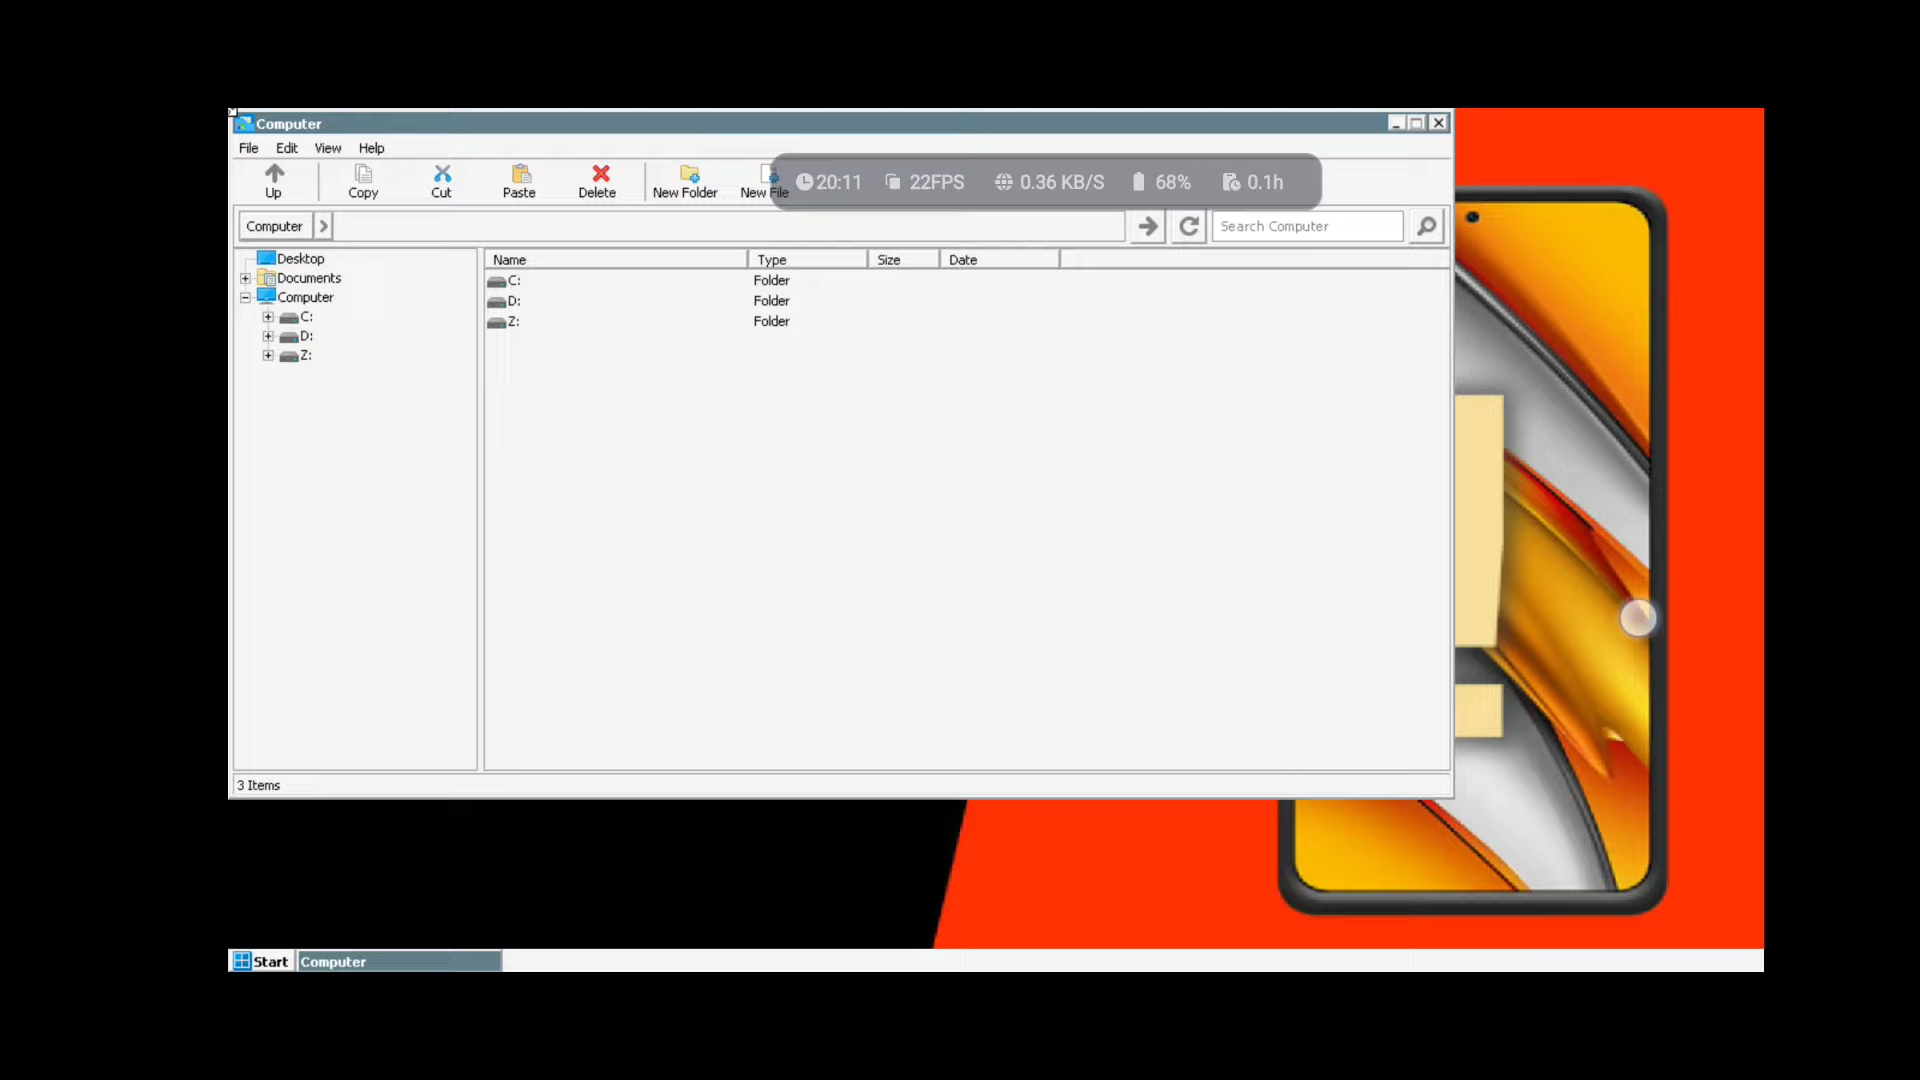 Computer
File Edit View Help
Up Copy Cut Paste Delete New Folder New File
20:11 22FPS 0.36 KB/S 68% 0.1h
Computer Search Computer
Desktop
Documents
Computer
C:
D:
Z:
Name Type Size Date
C: Folder
D: Folder
Z: Folder
3 Items
Start Computer